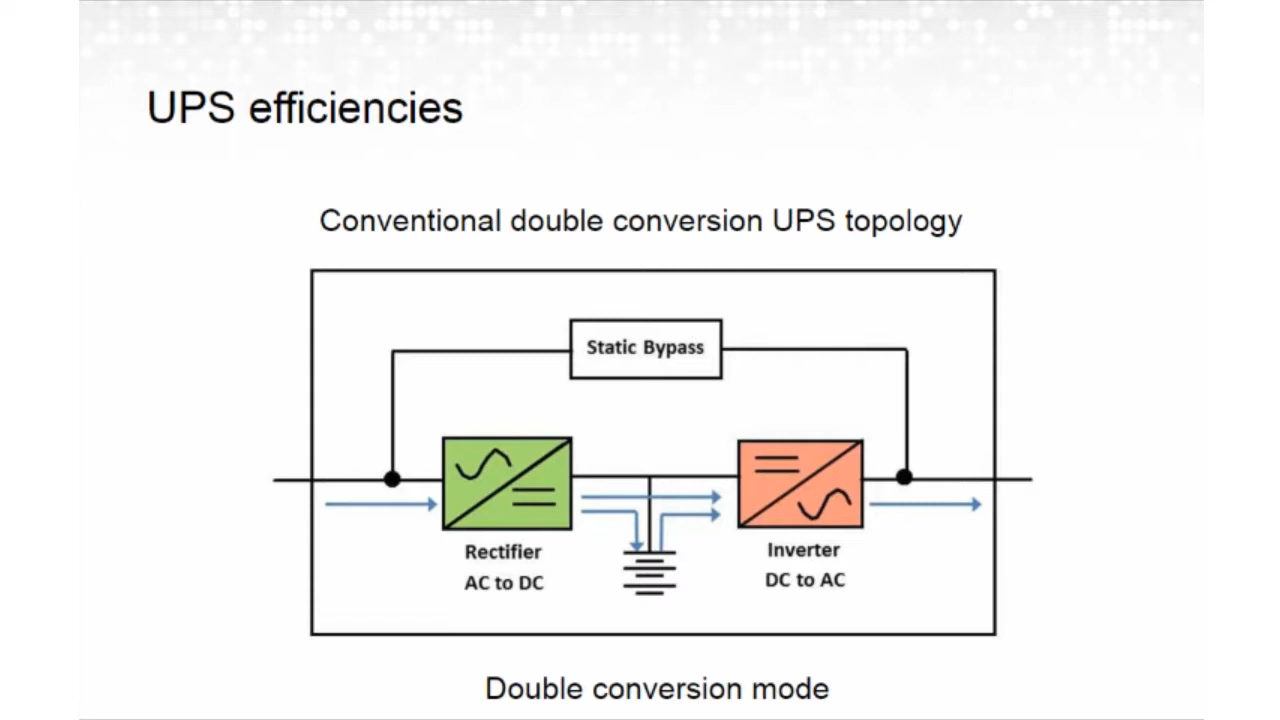 UPS efficiencies
Conventional double conversion UPS topology
Static Bypass
Rectifier
AC to DC
Inverter
DC to AC
Double conversion mode